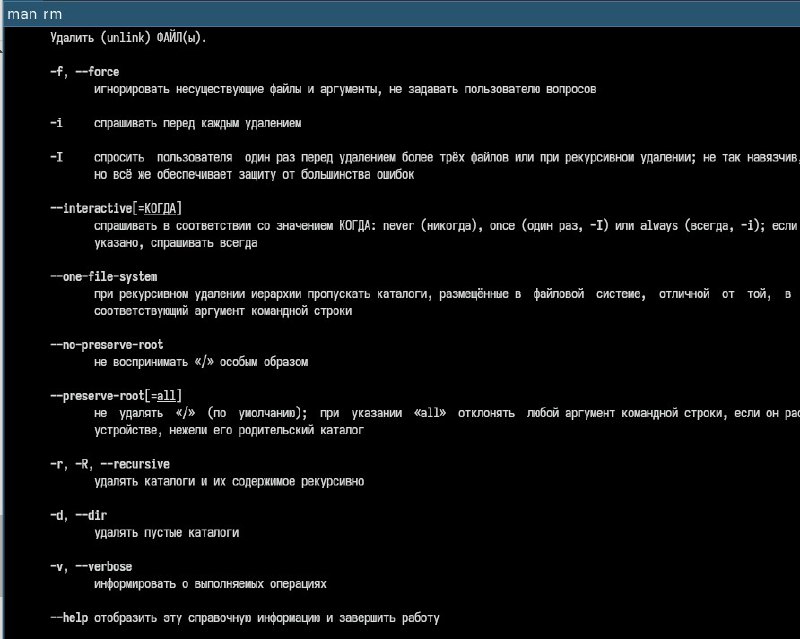 man rm
Удалить (unlink) ФАЙЛ(ы).
-f, --force
игнорировать несуществующие файлы и аргументы, не задавать пользователю вопросов
-i спрашивать перед каждым удалением
-I спросить пользователя один раз перед удалением более трёх файлов или при рекурсивном удалении; не так навязчив,
но всё же обеспечивает защиту от большинства ошибок
--interactive[=КОГДА]
спрашивать в соответствии со значением КОГДА: never (никогда), once (один раз, -I) или always (всегда, -i); если
указано, спрашивать всегда
--one-file-system
при рекурсивном удалении иерархии пропускать каталоги, размещённые в файловой системе, отличной от той, в
соответствующий аргумент командной строки
--no-preserve-root
не воспринимать «/» особым образом
--preserve-root[=all]
не удалять «/» (по умолчанию); при указании «all» отклонять любой аргумент командной строки, если он рас
устройстве, нежели его родительский каталог
-r, -R, --recursive
удалять каталоги и их содержимое рекурсивно
-d, --dir
удалять пустые каталоги
-v, --verbose
информировать о выполняемых операциях
--help отобразить эту справочную информацию и завершить работу